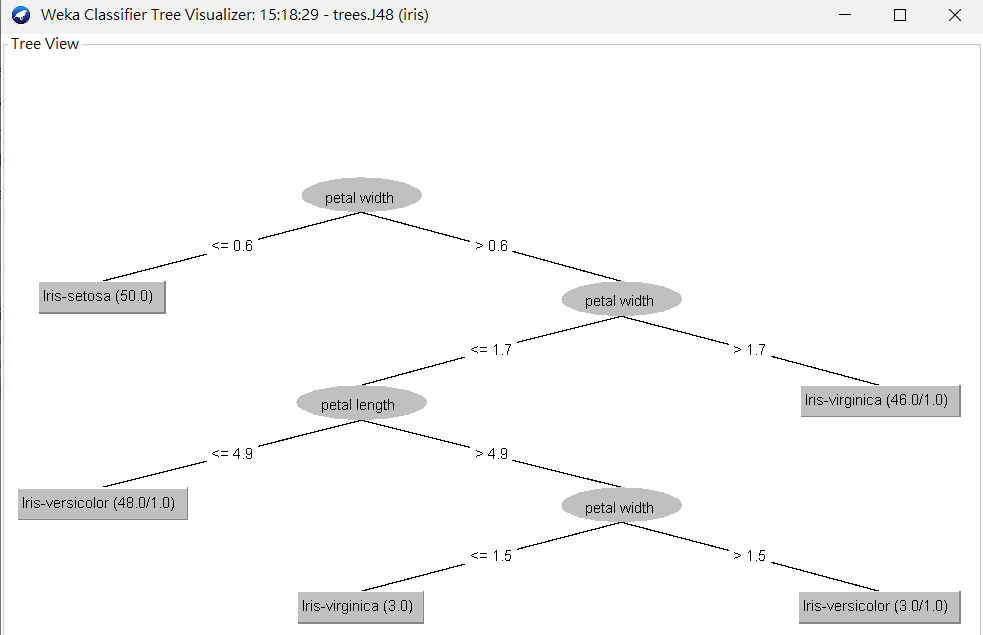 Weka Classifier Tree Visualizer: 15:18:29 - trees.J48 (iris)
Tree View
petal width
<= 0.6
> 0.6
Iris-setosa (50.0)
petal width
<= 1.7
> 1.7
petal length
Iris-virginica (46.0/1.0)
<= 4.9
> 4.9
Iris-versicolor (48.0/1.0)
petal width
<= 1.5
> 1.5
Iris-virginica (3.0)
Iris-versicolor (3.0/1.0)